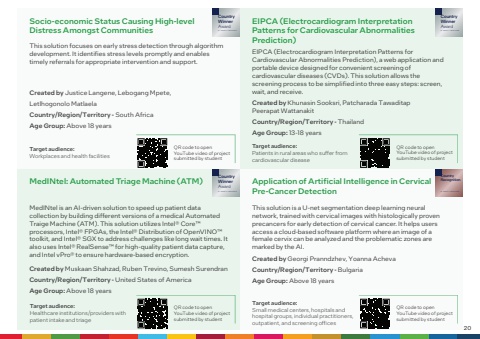 Socio-economic Status Causing High-level
Distress Amongst Communities
Country
Winner
Award
This solution focuses on early stress detection through algorithm
development. It identifies stress levels promptly and enables
timely referrals for appropriate intervention and support.
Created by Justice Langene, Lebogang Mpete,
Letlhogonolo Matlaela
Country/Region/Territory - South Africa
Age Group: Above 18 years
Target audience:
Workplaces and health facilities
QR code to open
YouTube video of project
submitted by student
EIPCA (Electrocardiogram Interpretation
Patterns for Cardiovascular Abnormalities
Prediction)
Country
Winner
Award
EIPCA (Electrocardiogram Interpretation Patterns for
Cardiovascular Abnormalities Prediction), a web application and
portable device designed for convenient screening of
cardiovascular diseases (CVDs). This solution allows the
screening process to be simplified into three easy steps: screen,
wait, and receive.
Created by Khunasin Sooksri, Patcharada Tawaditap
Peerapat Wattanakit
Country/Region/Territory - Thailand
Age Group: 13-18 years
Target audience:
Patients in rural areas who suffer from
cardiovascular disease
QR code to open
YouTube video of project
submitted by student
MedINtel: Automated Triage Machine (ATM)
Country
Winner
Award
MedINtel is an AI-driven solution to speed up patient data
collection by building different versions of a medical Automated
Triage Machine (ATM). This solution utilizes Intel® Core™
processors, Intel® FPGAs, the Intel® Distribution of OpenVINO™
toolkit, and Intel® SGX to address challenges like long wait times. It
also uses Intel® RealSense™ for high-quality patient data capture,
and Intel vPro® to ensure hardware-based encryption.
Created by Muskaan Shahzad, Ruben Trevino, Sumesh Surendran
Country/Region/Territory - United States of America
Age Group: Above 18 years
Target audience:
Healthcare institutions/providers with
patient intake and triage
QR code to open
YouTube video of project
submitted by student
Application of Artificial Intelligence in Cervical
Pre-Cancer Detection
This solution is a U-net segmentation deep learning neural
network, trained with cervical images with histologically proven
precancers for early detection of cervical cancer. It helps users
access a cloud-based software platform where an image of a
female cervix can be analyzed and the problematic zones are
marked by the AI.
Created by Georgi Pranndzhev, Yoanna Acheva
Country/Region/Territory - Bulgaria
Age Group: Above 18 years
Target audience:
Small medical centers, hospitals and
hospital groups, individual practitioners,
outpatient, and screening offices
QR code to open
YouTube video of project
submitted by student
20